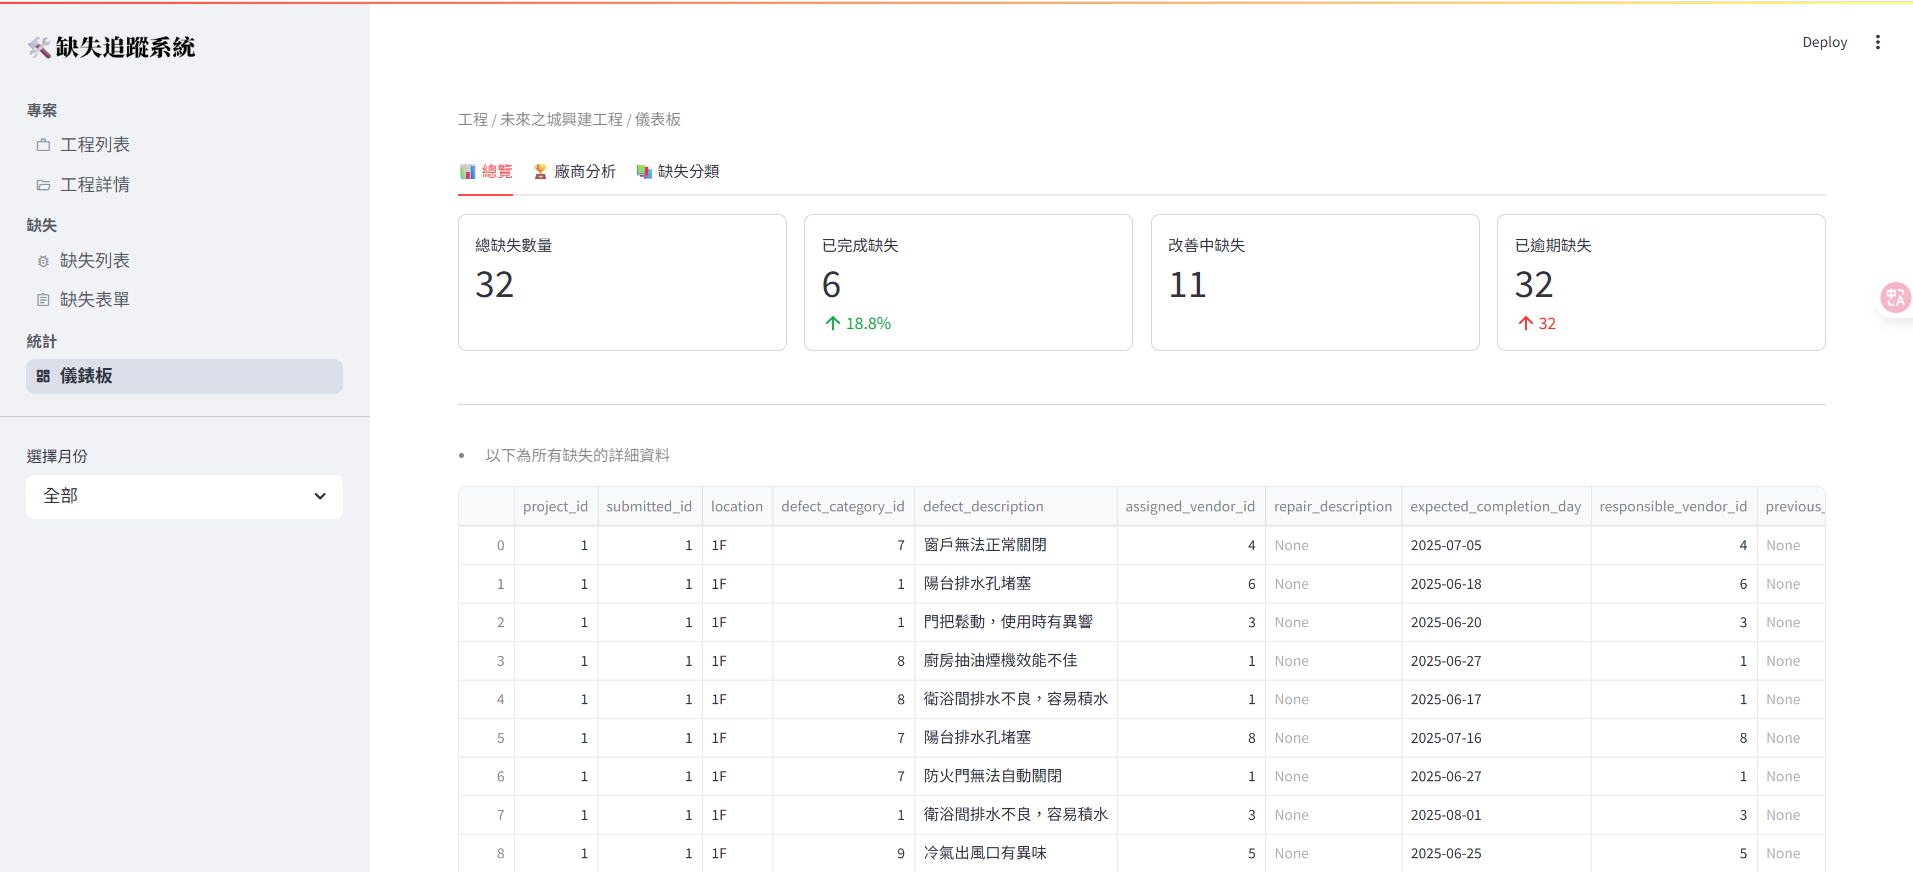 缺失追蹤系統
專案
工程列表
工程詳情
缺失
缺失列表
缺失表單
統計
儀錶板
選擇月份
全部
Deploy
工程 / 未來之城興建工程 / 儀表板
總覽 廠商分析 缺失分類
總缺失數量
32
已完成缺失
6
18.8%
改善中缺失
11
已逾期缺失
32
32
以下為所有缺失的詳細資料
project_id submitted_id location defect_category_id defect_description assigned_vendor_id repair_description expected_completion_day responsible_vendor_id previous_
0 1 1 1F 7 窗戶無法正常關閉 4 None 2025-07-05 4 None
1 1 1 1F 1 陽台排水孔堵塞 6 None 2025-06-18 6 None
2 1 1 1F 1 門把鬆動，使用時有異響 3 None 2025-06-20 3 None
3 1 1 1F 8 廚房抽油煙機效能不佳 1 None 2025-06-27 1 None
4 1 1 1F 8 衛浴間排水不良，容易積水 1 None 2025-06-17 1 None
5 1 1 1F 7 陽台排水孔堵塞 8 None 2025-07-16 8 None
6 1 1 1F 7 防火門無法自動關閉 1 None 2025-06-27 1 None
7 1 1 1F 1 衛浴間排水不良，容易積水 3 None 2025-08-01 3 None
8 1 1 1F 9 冷氣出風口有異味 5 None 2025-06-25 5 None